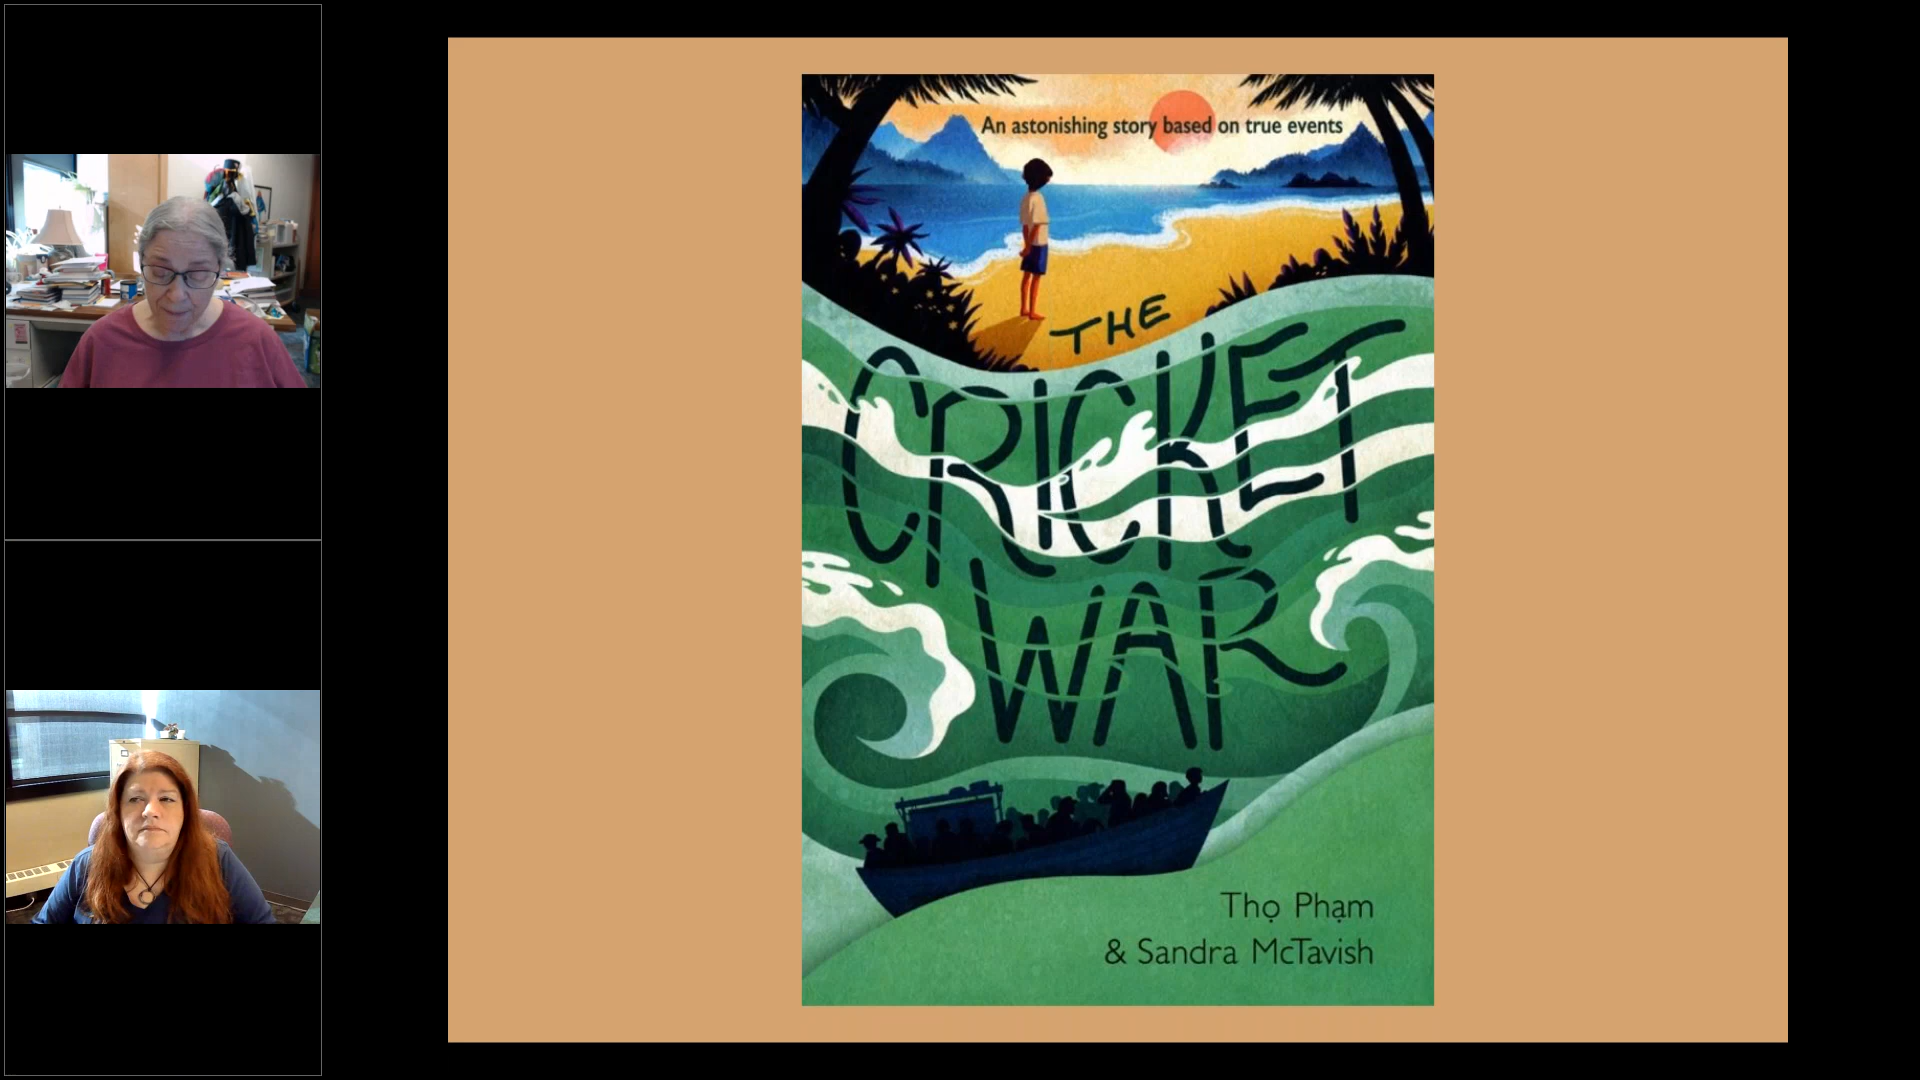 An astonishing story based on true events
THE
CRICKET
WAR
Thọ Phạm
& Sandra McTavish